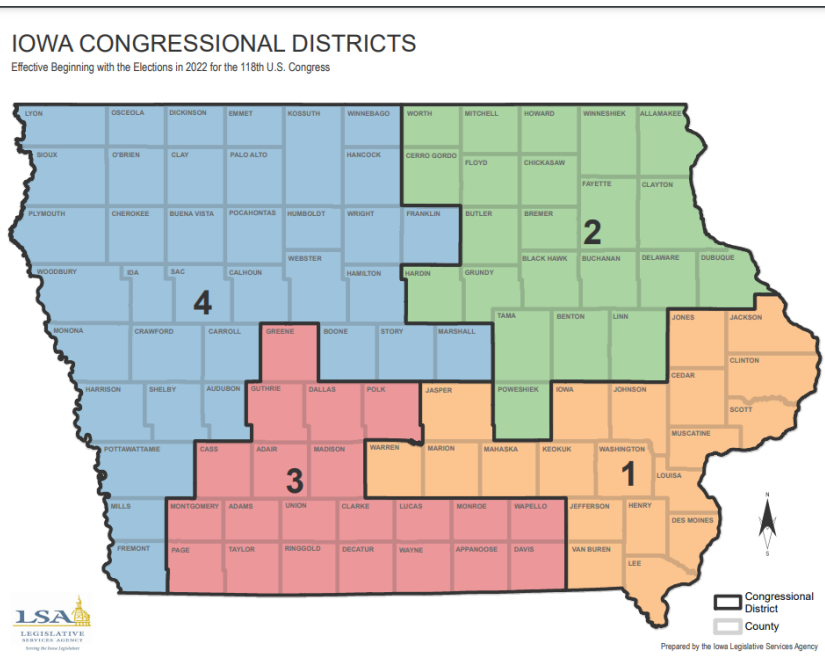 IOWA CONGRESSIONAL DISTRICTS
Effective Beginning with the Elections in 2022 for the 118th U.S. Congress
LYON
OSCEOLA
DICKINSON
EMMET
KOSSUTH
WINNEBAGO
WORTH
MITCHELL
HOWARD
WINNESHIEK
ALLAMAKEE
SIOUX
O'BRIEN
CLAY
PALO ALTO
HANCOCK
CERRO GORDO
FLOYD
CHICKASAW
FAYETTE
CLAYTON
PLYMOUTH
CHEROKEE
BUENA VISTA
POCAHONTAS
HUMBOLDT
WRIGHT
FRANKLIN
BUTLER
BREMER
2
WEBSTER
BLACK HAWK
BUCHANAN
DELAWARE
DUBUQUE
WOODBURY
IDA
SAC
CALHOUN
HAMILTON
HARDIN
GRUNDY
4
TAMA
BENTON
LINN
JONES
JACKSON
MONONA
CRAWFORD
CARROLL
GREENE
BOONE
STORY
MARSHALL
CLINTON
CEDAR
HARRISON
SHELBY
AUDUBON
GUTHRIE
DALLAS
POLK
JASPER
POWESHIEK
IOWA
JOHNSON
SCOTT
MUSCATINE
POTTAWATTAMIE
CASS
ADAIR
MADISON
WARREN
MARION
MAHASKA
KEOKUK
WASHINGTON
LOUISA
3
1
MILLS
MONTGOMERY
ADAMS
UNION
CLARKE
LUCAS
MONROE
WAPELLO
JEFFERSON
HENRY
DES MOINES
FREMONT
PAGE
TAYLOR
RINGGOLD
DECATUR
WAYNE
APPANOOSE
DAVIS
VAN BUREN
LEE
N
S
LSA
LEGISLATIVE
SERVICES AGENCY
Serving the Iowa Legislature
Congressional
District
County
Prepared by the Iowa Legislative Services Agency